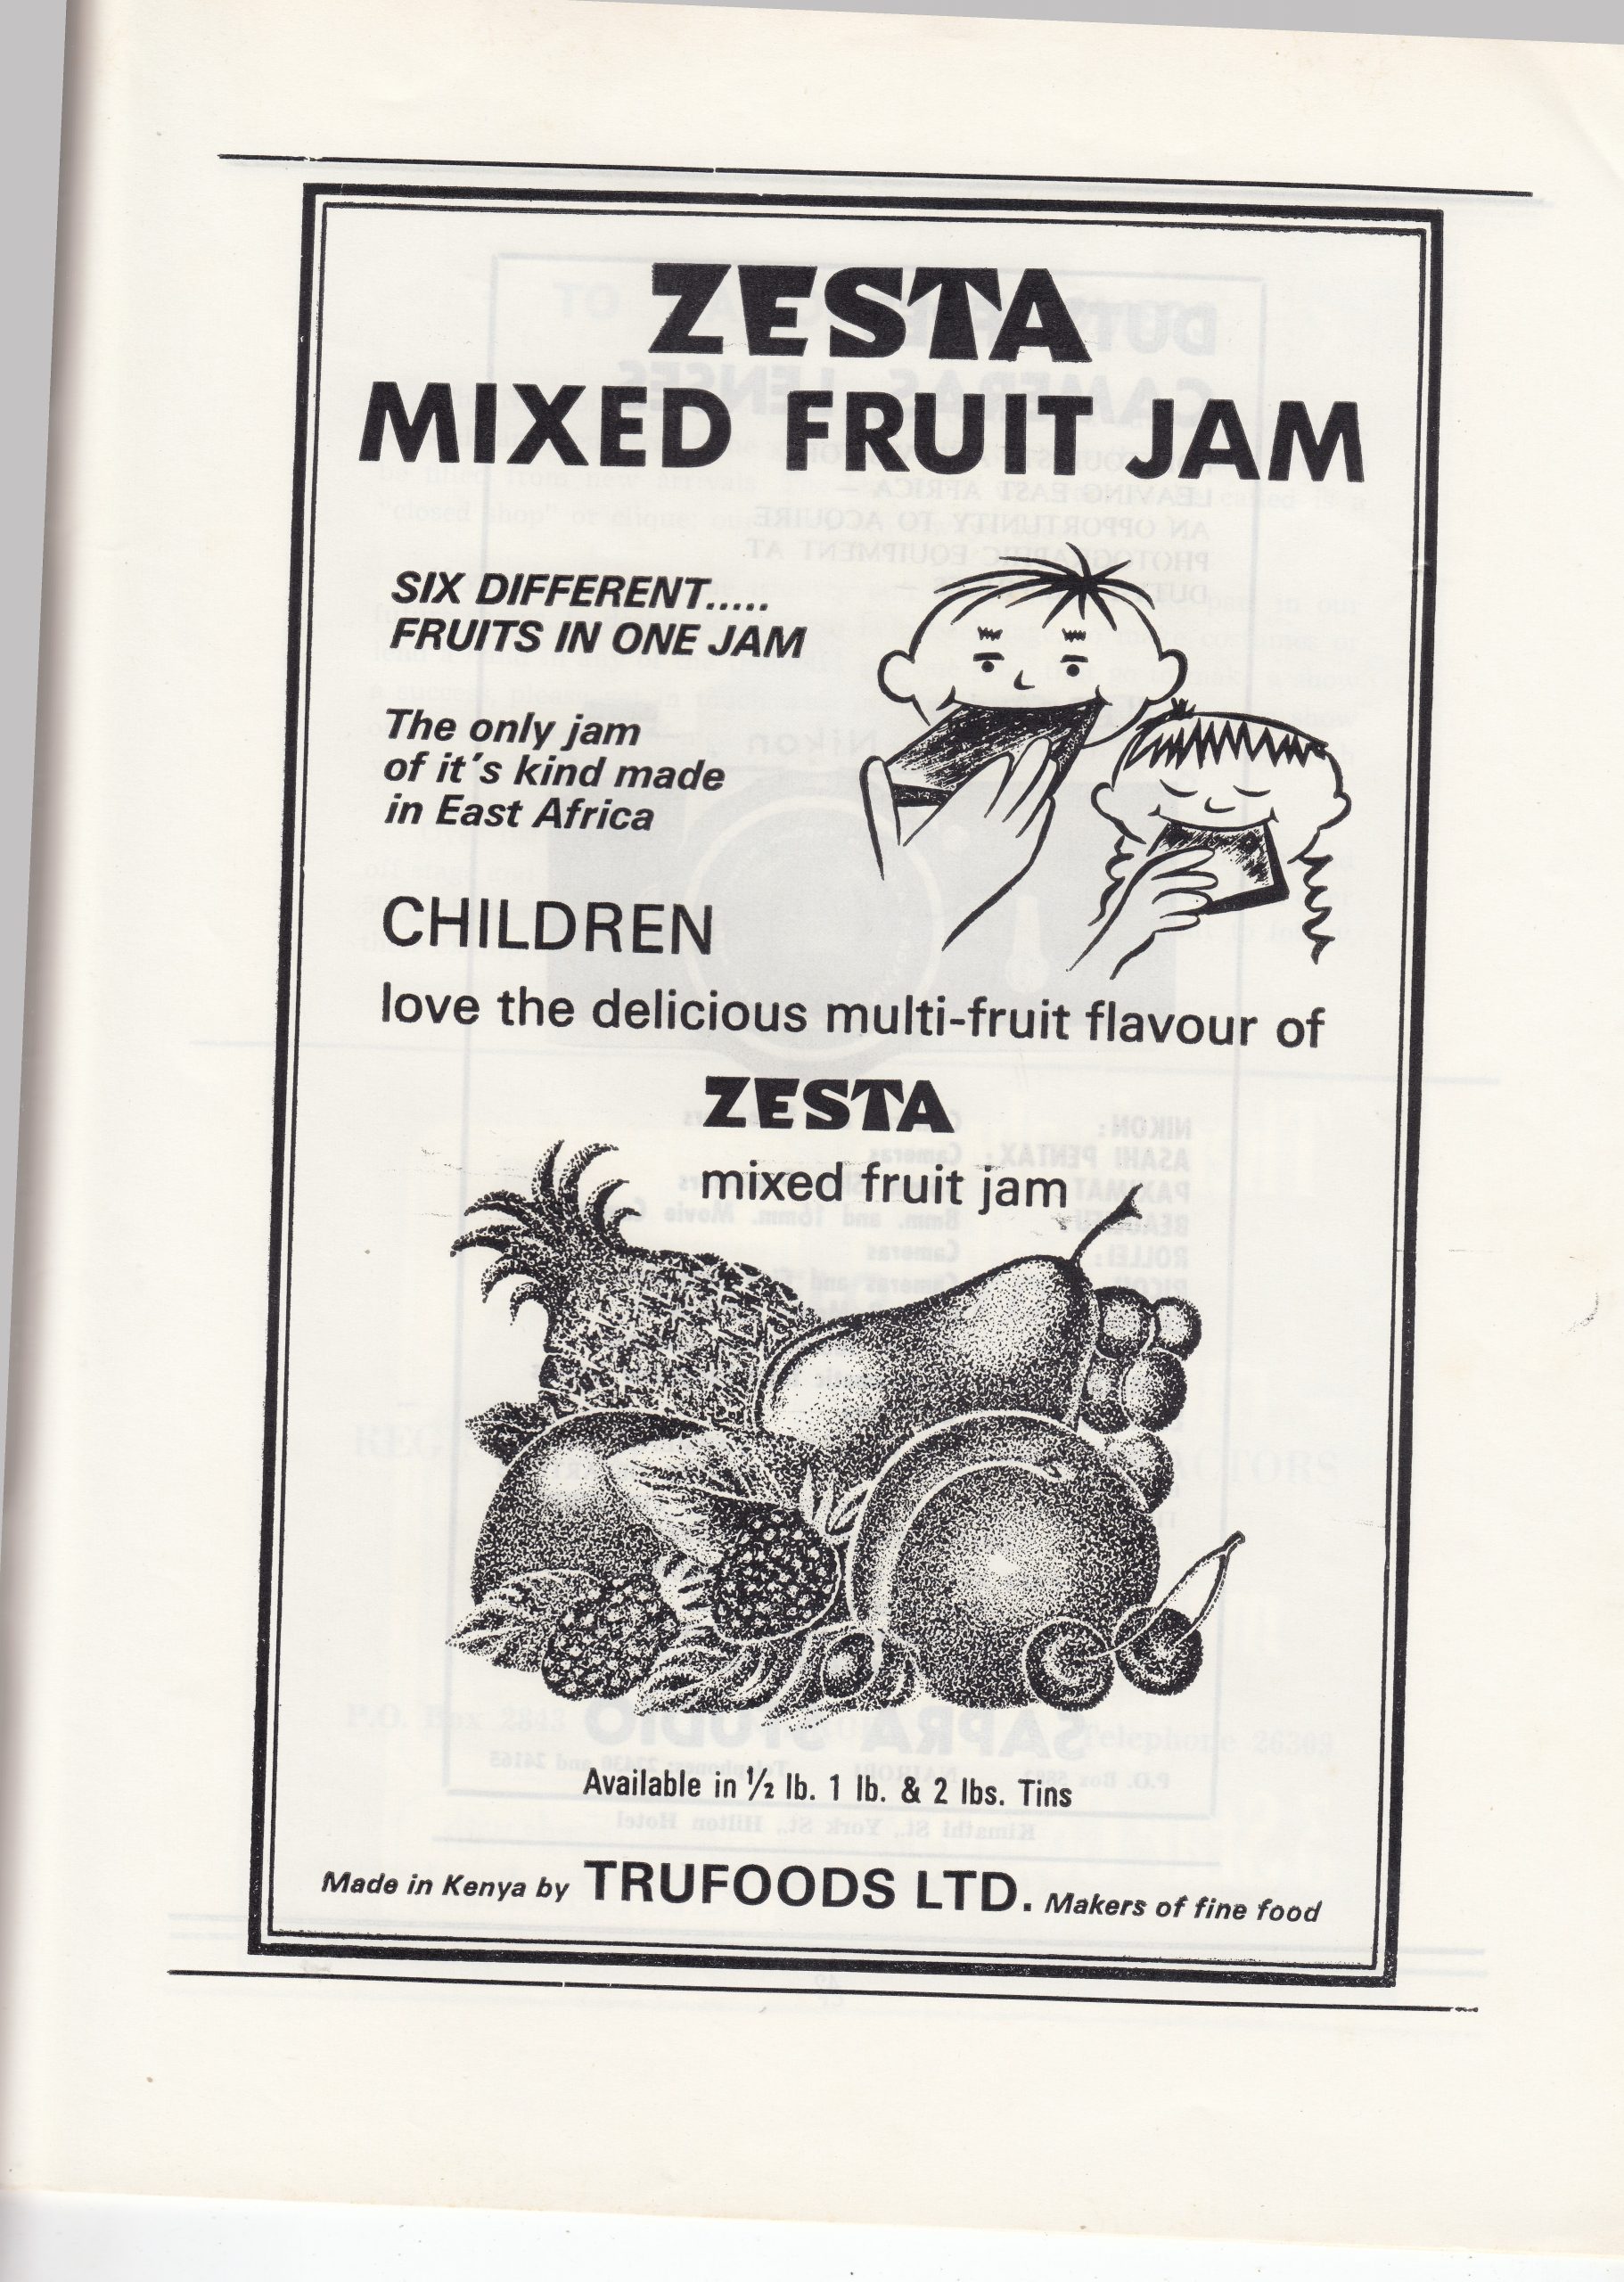 ZESTA
MIXED FRUIT JAM
SIX DIFFERENT.....
FRUITS IN ONE JAM
The only jam
of it's kind made
in East Africa
CHILDREN
love the delicious multi-fruit flavour of
ZESTA
mixed fruit jam
Available in ½ lb. 1 lb. & 2 lbs. Tins
Made in Kenya by TRUFOODS LTD. Makers of fine food